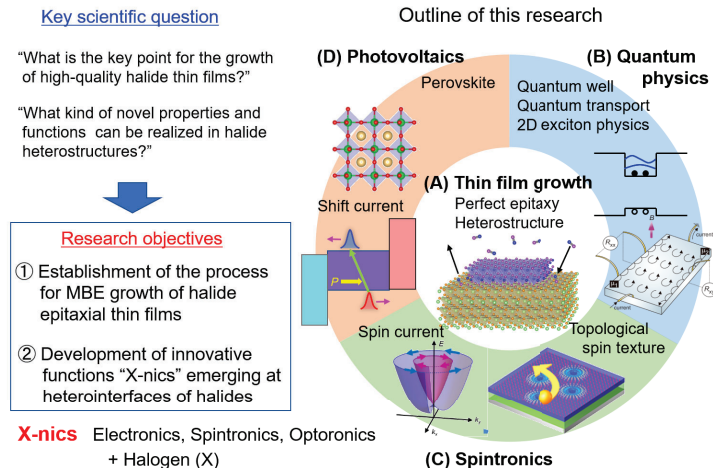 Key scientific question
“What is the key point for the growth
of high-quality halide thin films?”
“What kind of novel properties and
functions can be realized in halide
heterostructures?”
Research objectives
① Establishment of the process
for MBE growth of halide
epitaxial thin films
② Development of innovative
functions “X-nics” emerging at
heterointerfaces of halides
X-nics Electronics, Spintronics, Optoronics
+ Halogen (X)
Outline of this research
(D) Photovoltaics
Perovskite
Shift current
P
(B) Quantum
physics
Quantum well
Quantum transport
2D exciton physics
B
current
current
(A) Thin film growth
Perfect epitaxy
Heterostructure
Spin current
E
Topological
spin texture
(C) Spintronics